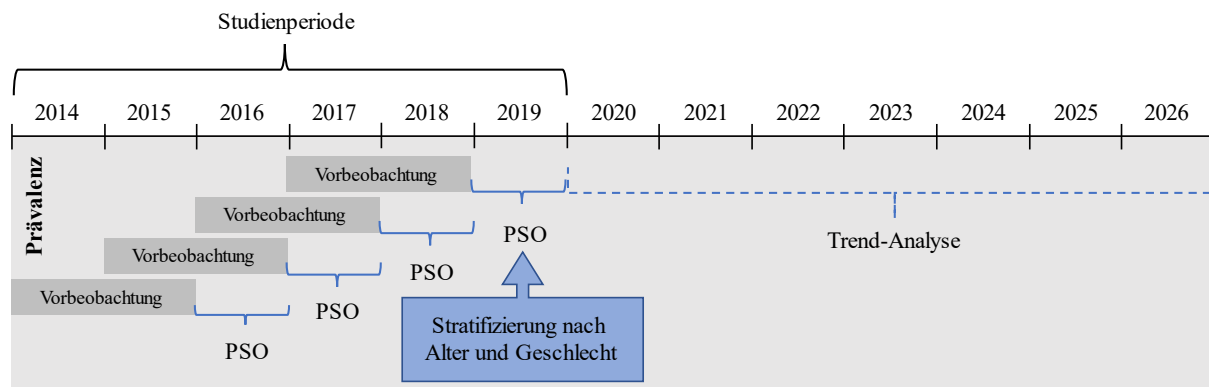 Studienperiode
2014 2015 2016 2017 2018 2019 2020 2021 2022 2023 2024 2025 2026
Prävalenz
Vorbeobachtung
Vorbeobachtung
PSO
Trend-Analyse
Vorbeobachtung
PSO
Vorbeobachtung
PSO
PSO
Stratifizierung nach
Alter und Geschlecht